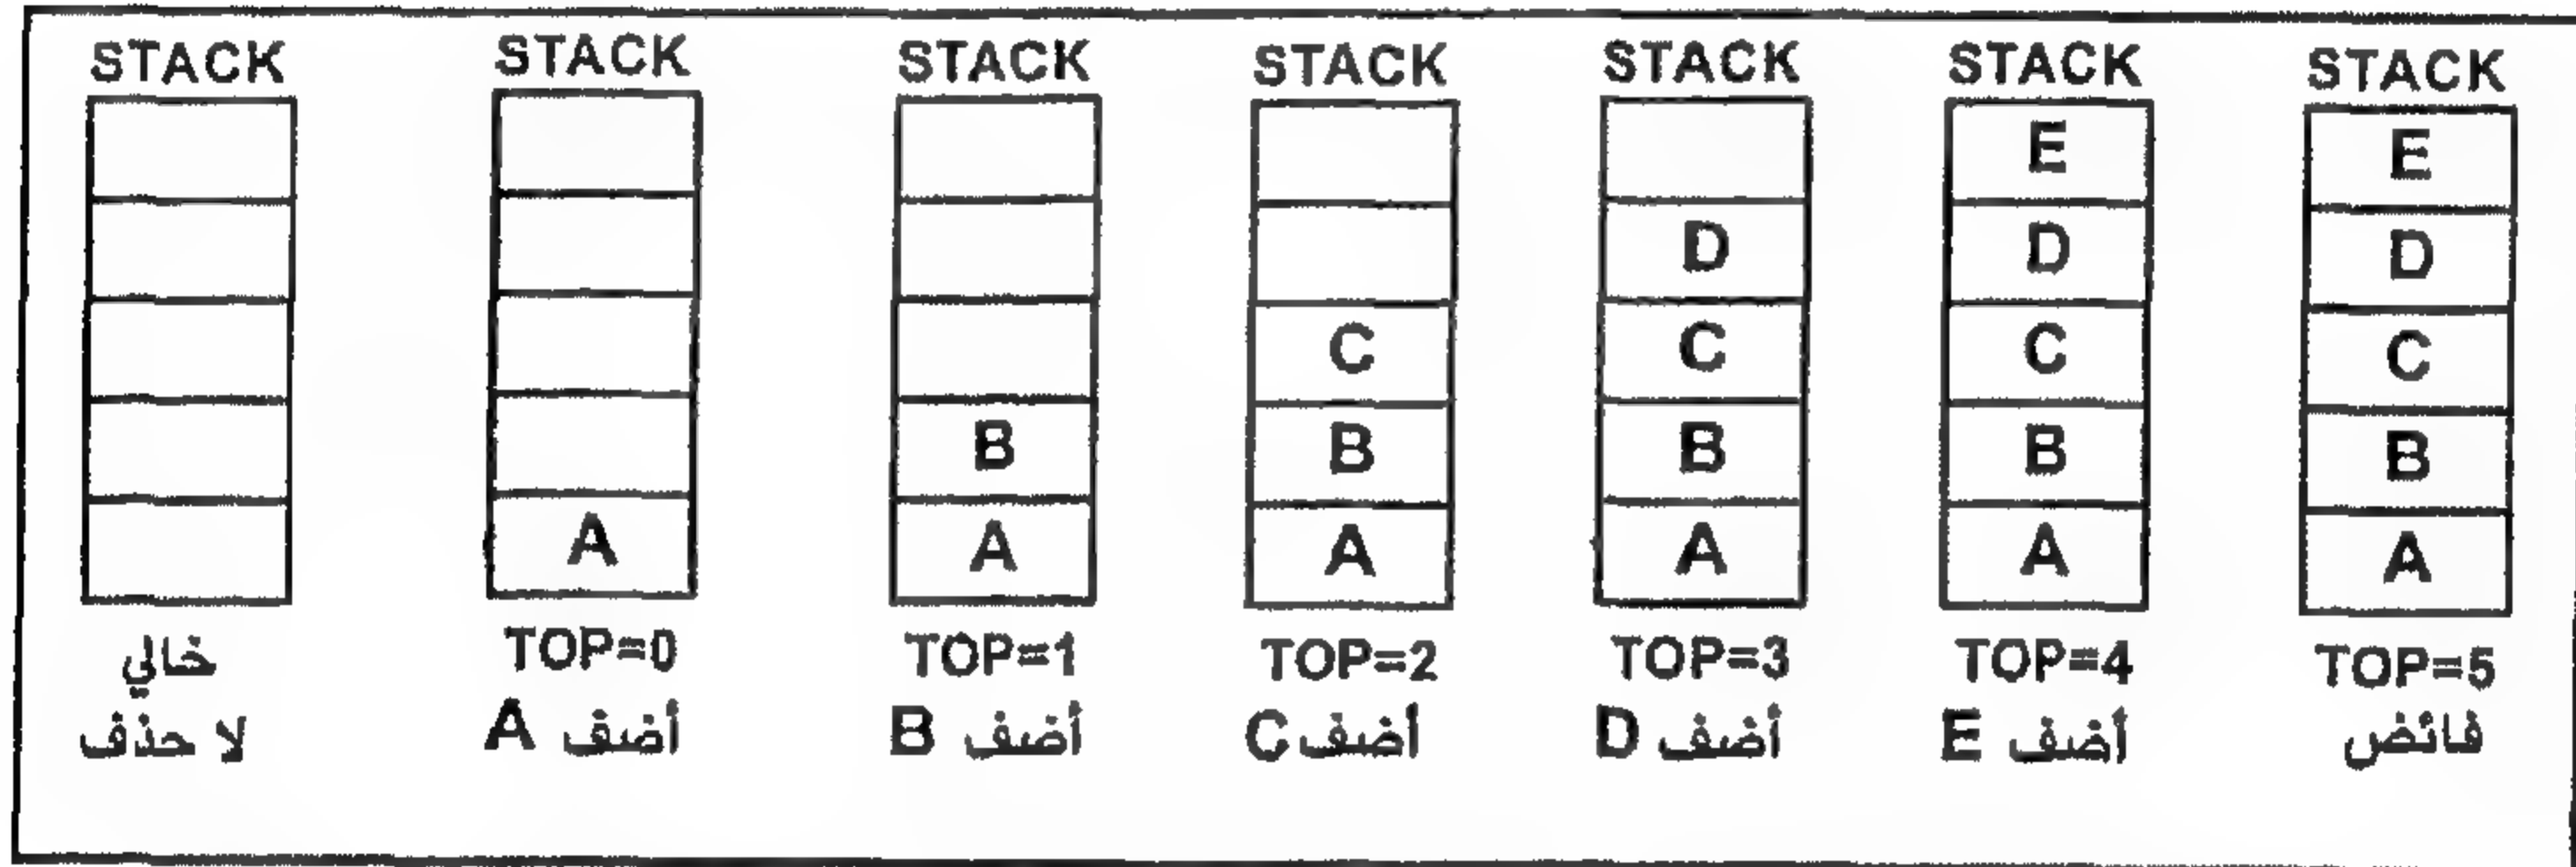 STACK STACK STACK STACK STACK STACK STACK
E E
D D D
C C C C
B B B B B
A A A A A A
خالي TOP=0 TOP=1 TOP=2 TOP=3 TOP=4 TOP=5
لا حذف أضف A أضف B أضف C أضف D أضف E فائض